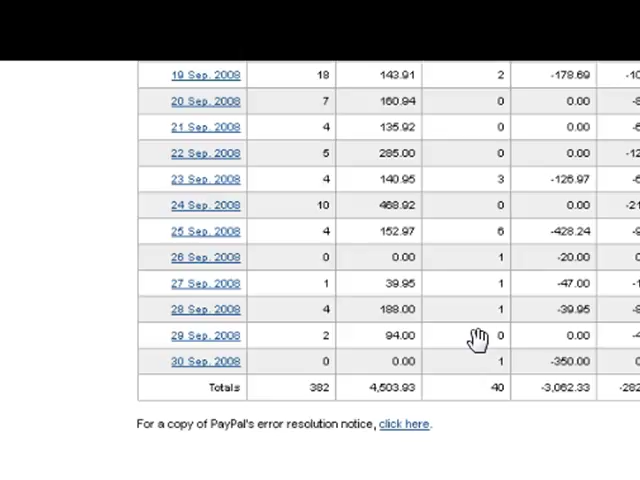 19 Sep. 2008 18 143.91 2 -178.69 -10
20 Sep. 2008 7 160.94 0 0.00
21 Sep. 2008 4 135.92 0 0.00
22 Sep. 2008 5 285.00 0 0.00 -12
23 Sep. 2008 4 140.95 3 -126.97
24 Sep. 2008 10 468.92 0 0.00 -21
25 Sep. 2008 4 152.97 6 -428.24
26 Sep. 2008 0 0.00 1 -20.00
27 Sep. 2008 1 39.95 1 -47.00 -1
28 Sep. 2008 4 188.00 1 -39.95
29 Sep. 2008 2 94.00 0 0.00 -4
30 Sep. 2008 0 0.00 1 -350.00
Totals 382 4,503.93 40 -3,062.33 -282
For a copy of PayPal's error resolution notice, click here.